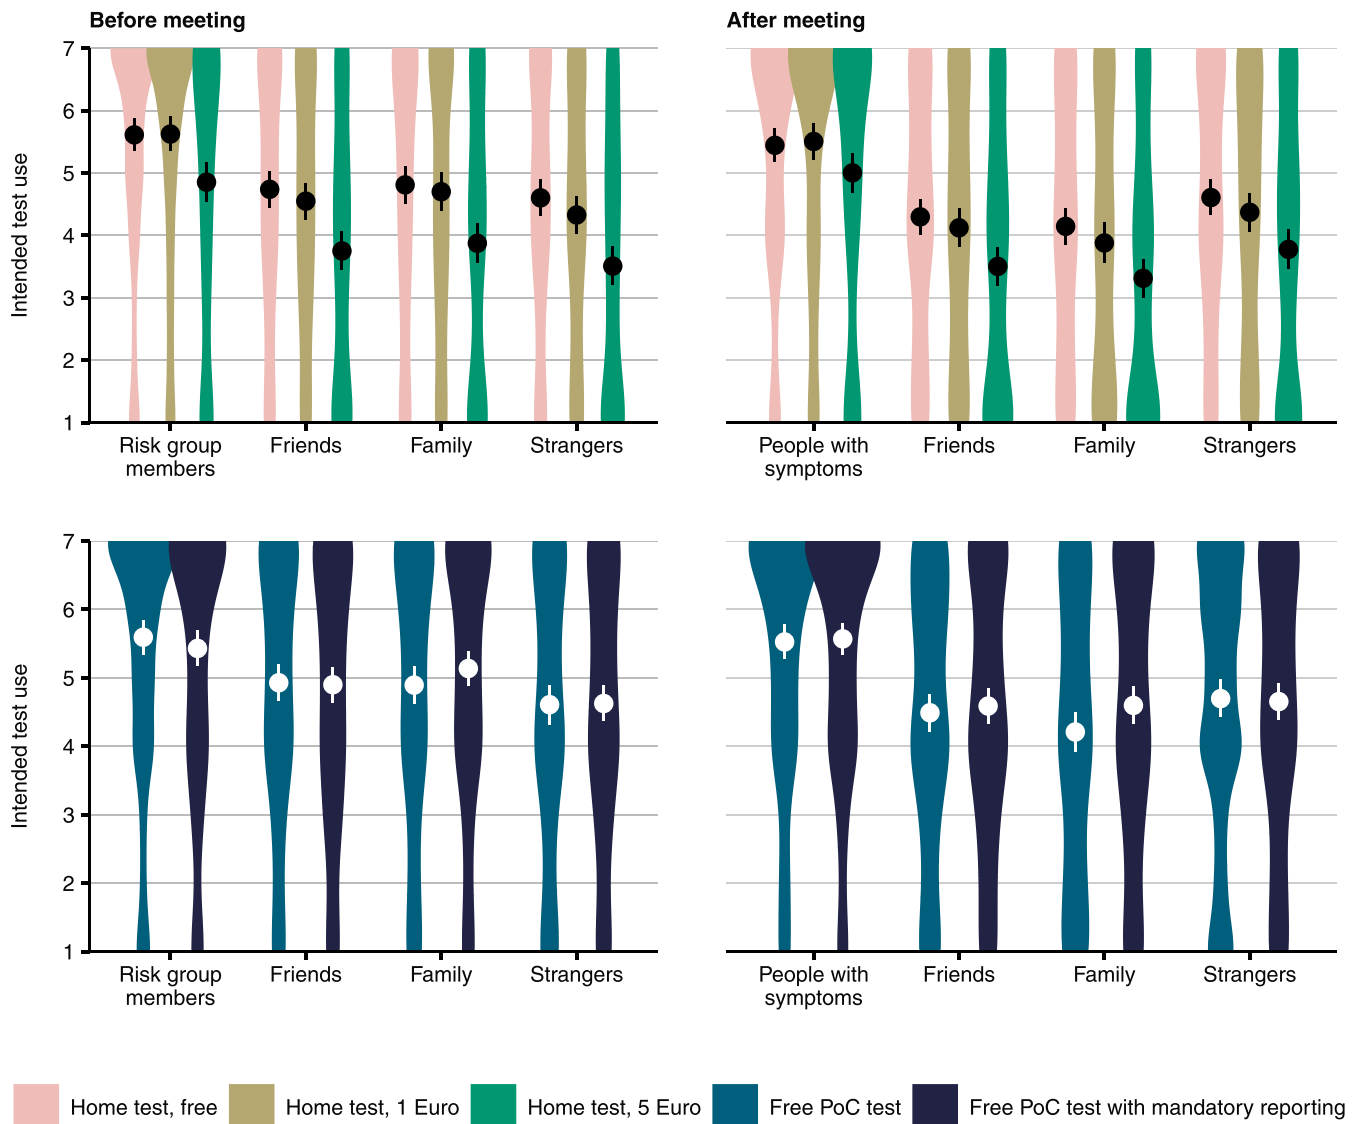 Before meeting
After meeting
Intended test use
7
6
5
4
3
2
1
Risk group
members
Friends
Family
Strangers
People with
symptoms
Friends
Family
Strangers
Intended test use
7
6
5
4
3
2
1
Risk group
members
Friends
Family
Strangers
People with
symptoms
Friends
Family
Strangers
Home test, free
Home test, 1 Euro
Home test, 5 Euro
Free PoC test
Free PoC test with mandatory reporting